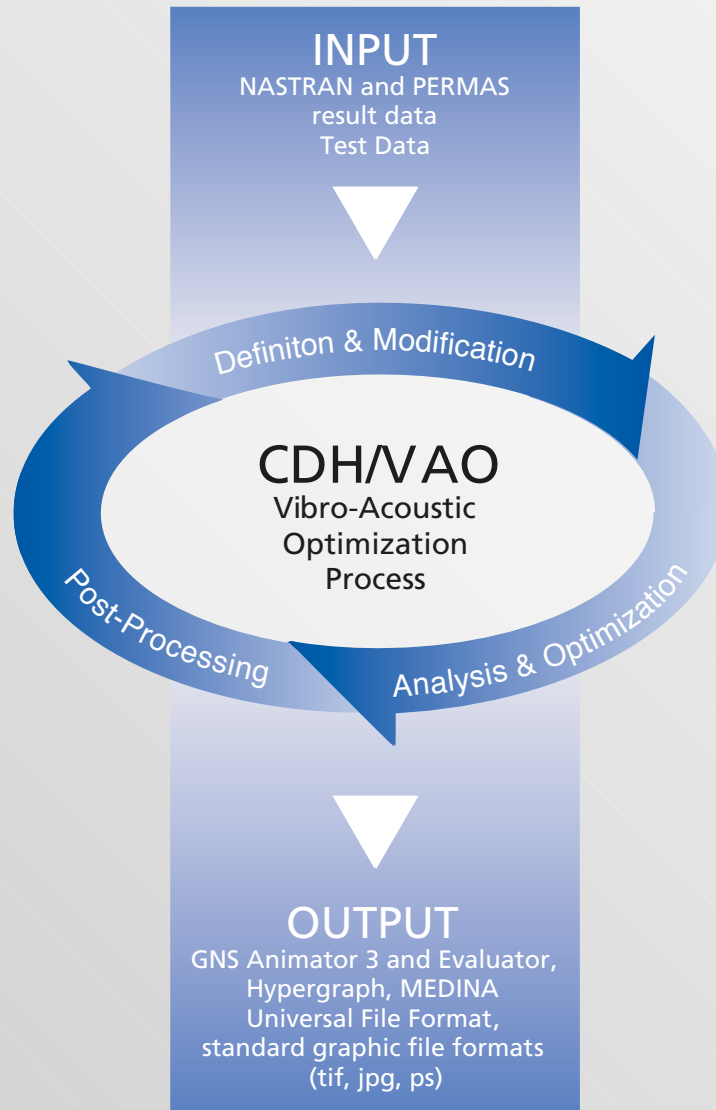 INPUT
NASTRAN and PERMAS
result data
Test Data
Definiton & Modification
CDH/VAO
Vibro-Acoustic
Optimization
Process
Post-Processing
Analysis & Optimization
OUTPUT
GNS Animator 3 and Evaluator,
Hypergraph, MEDINA
Universal File Format,
standard graphic file formats
(tif, jpg, ps)